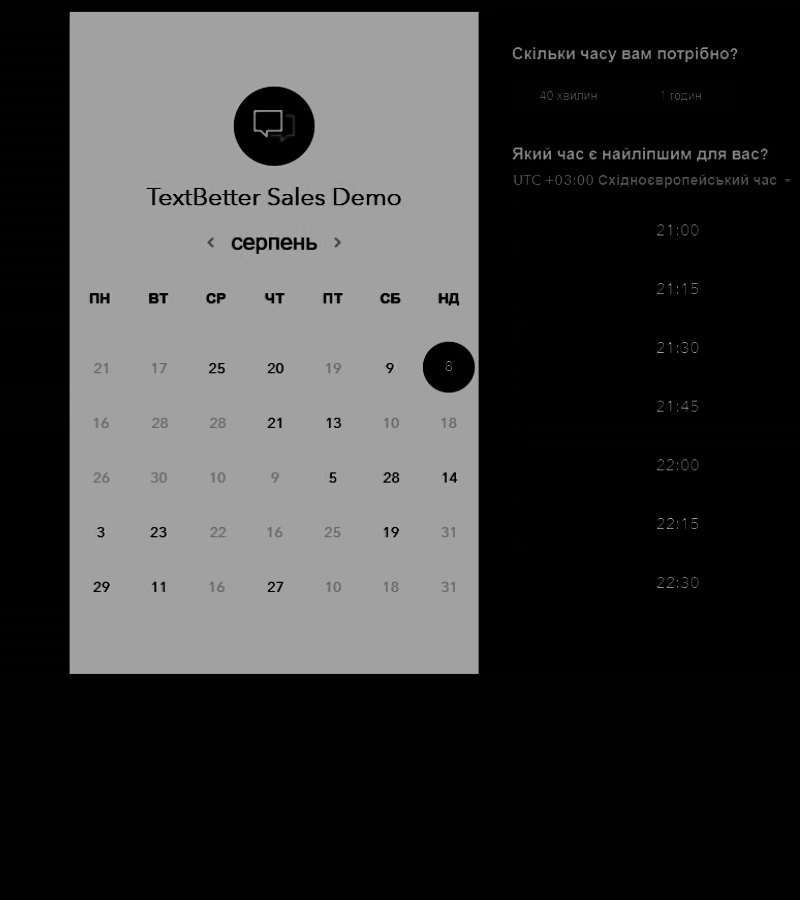 TextBetter Sales Demo
серпень
ПН ВТ СР ЧТ ПТ СБ НД
21 17 25 20 19 9 8
16 28 28 21 13 10 18
26 30 10 9 5 28 14
3 23 22 16 25 19 31
29 11 16 27 10 18 31
Скільки часу вам потрібно?
40 хвилин 1 годин
Який час є найліпшим для вас?
UTC +03:00 Східноєвропейський час
21:00
21:15
21:30
21:45
22:00
22:15
22:30